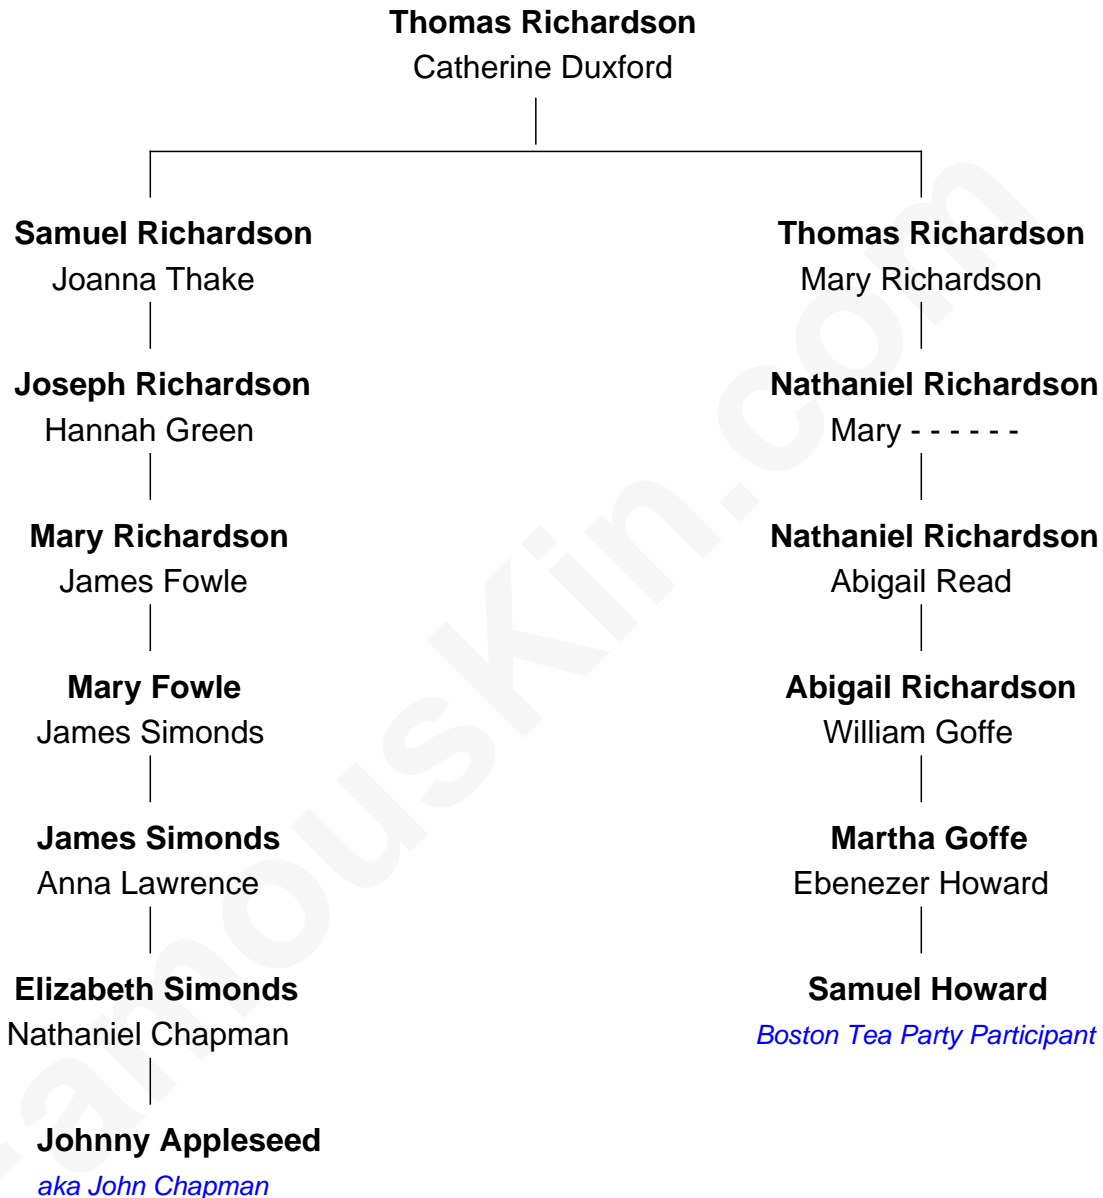 Thomas Richardson
Catherine Duxford
Samuel Richardson
Joanna Thake
Joseph Richardson
Hannah Green
Mary Richardson
James Fowle
Mary Fowle
James Simonds
James Simonds
Anna Lawrence
Elizabeth Simonds
Nathaniel Chapman
Johnny Appleseed
aka John Chapman
Thomas Richardson
Mary Richardson
Nathaniel Richardson
Mary - - - - - -
Nathaniel Richardson
Abigail Read
Abigail Richardson
William Goffe
Martha Goffe
Ebenezer Howard
Samuel Howard
Boston Tea Party Participant
FamousKin.com